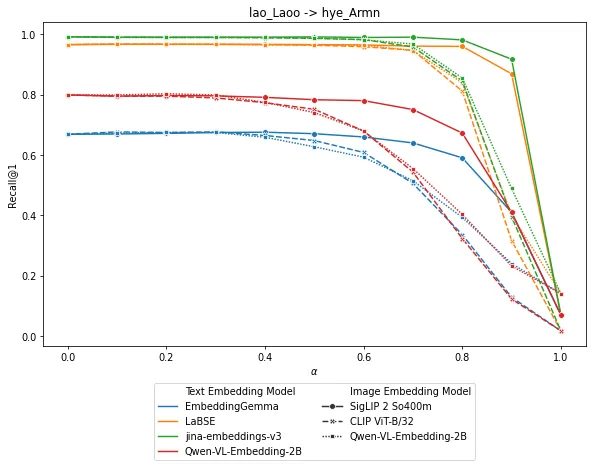 lao_Laoo -> hye_Armn
Recall@1
1.0
0.8
0.6
0.4
0.2
0.0
0.0 0.2 0.4 0.6 0.8 1.0
α
Text Embedding Model Image Embedding Model
EmbeddingGemma SigLIP 2 So400m
LaBSE CLIP ViT-B/32
jina-embeddings-v3 Qwen-VL-Embedding-2B
Qwen-VL-Embedding-2B